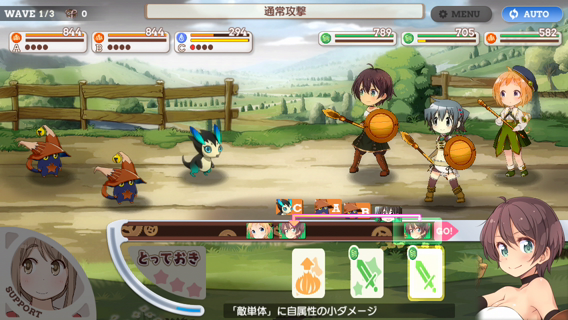 WAVE 1/3 0
通常攻撃
MENU
AUTO
844
844
294
789
705
582
A
B
C
C
A
B
GO!
とっておき
SUPPORT
「敵単体」に自属性の小ダメージ